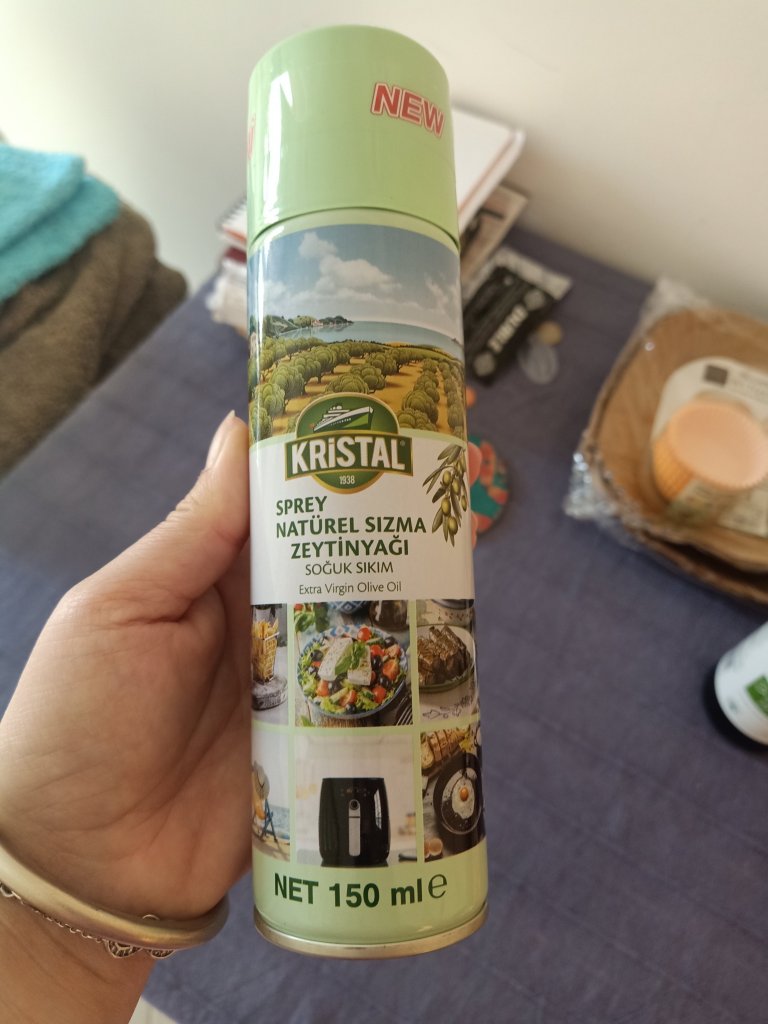 NEW
KRiSTAL
1938
SPREY
NATÜREL SIZMA
ZEYTİNYAĞI
SOĞUK SIKIM
Extra Virgin Olive Oil
NET 150 ml e